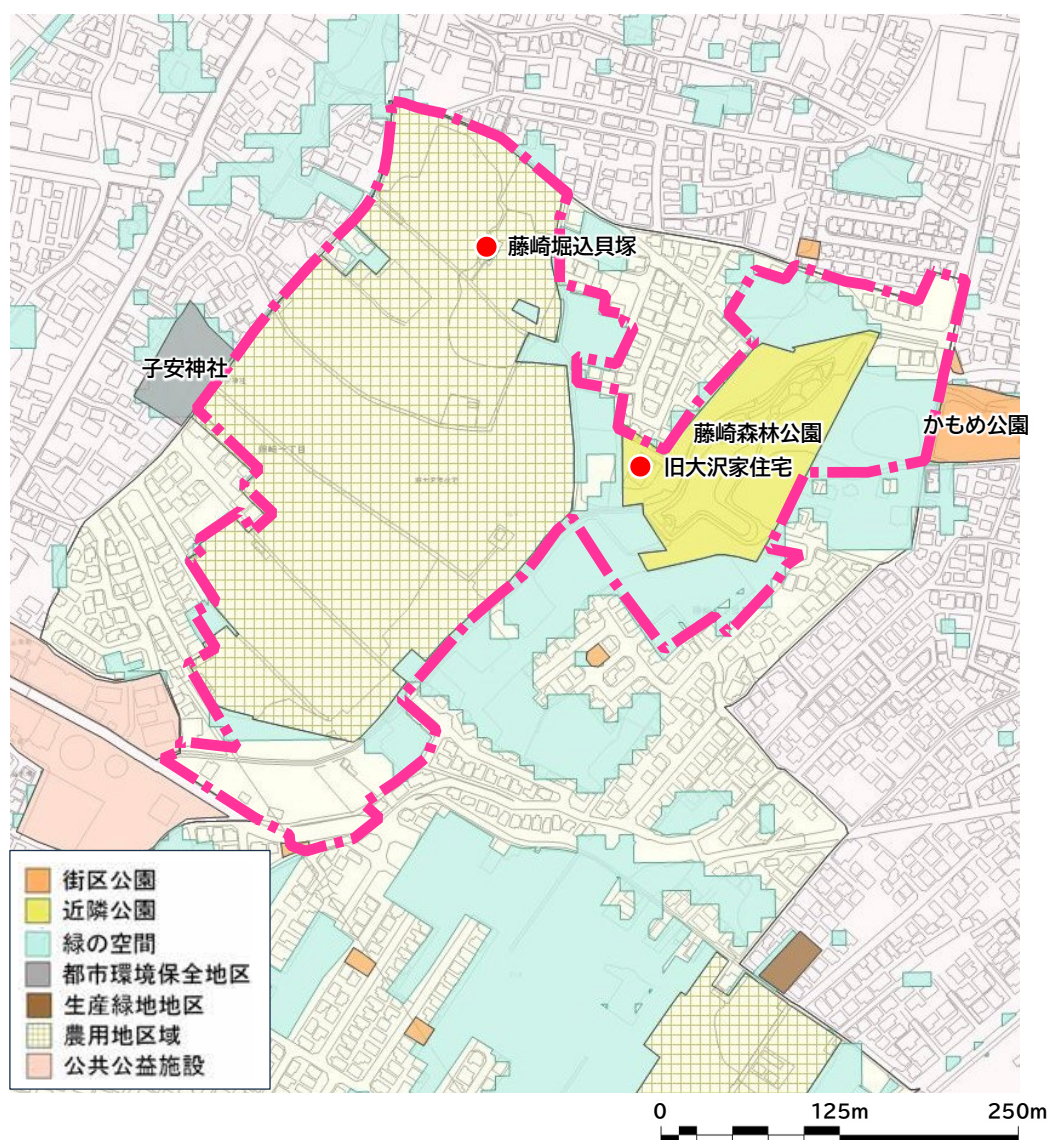 藤崎堀込貝塚
子安神社
かもめ公園
藤崎森林公園
旧大沢家住宅
街区公園
近隣公園
緑の空間
都市環境保全地区
生産緑地地区
農用地区域
公共公益施設
0 125m 250m